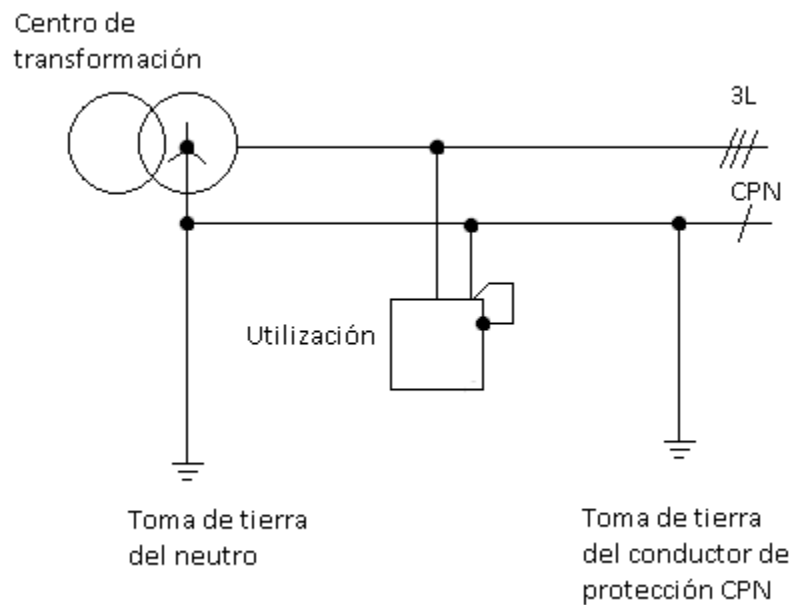 Centro de
transformación
3L
CPN
Utilización
Toma de tierra
del neutro
Toma de tierra
del conductor de
protección CPN